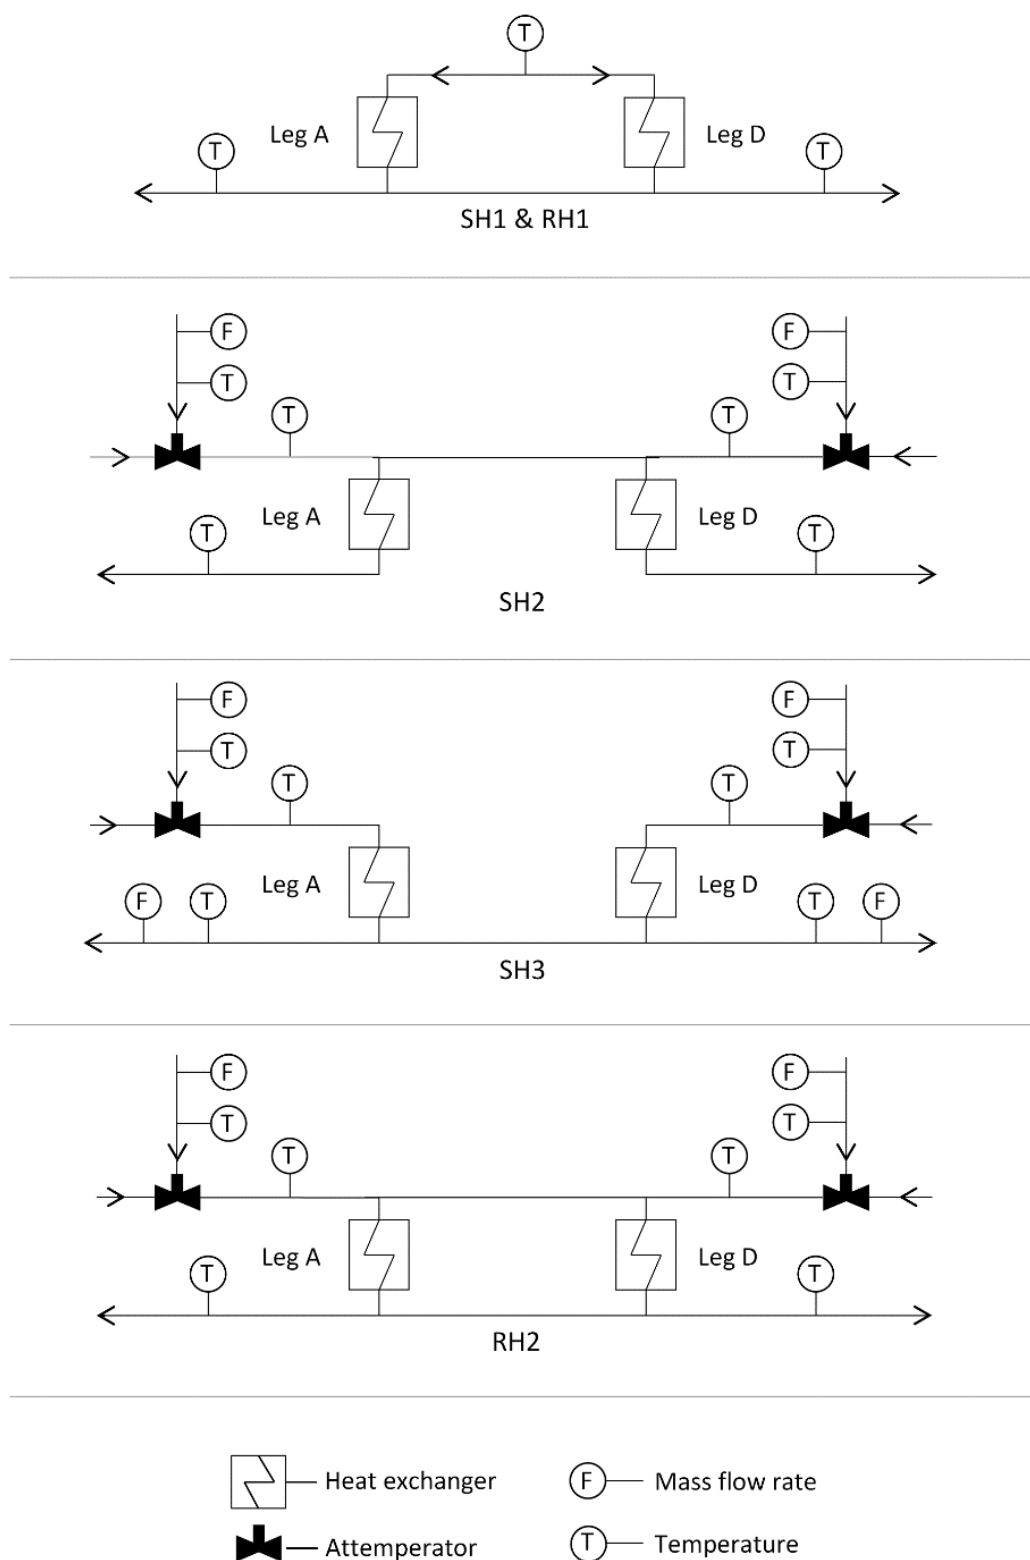 T
Leg A
Leg D
T
T
SH1 & RH1
F
F
T
T
T
T
Leg A
Leg D
T
T
SH2
F
F
T
T
T
T
Leg A
Leg D
F
T
T
F
SH3
F
F
T
T
T
T
Leg A
Leg D
T
T
RH2
Heat exchanger
F
Mass flow rate
Attemperator
T
Temperature